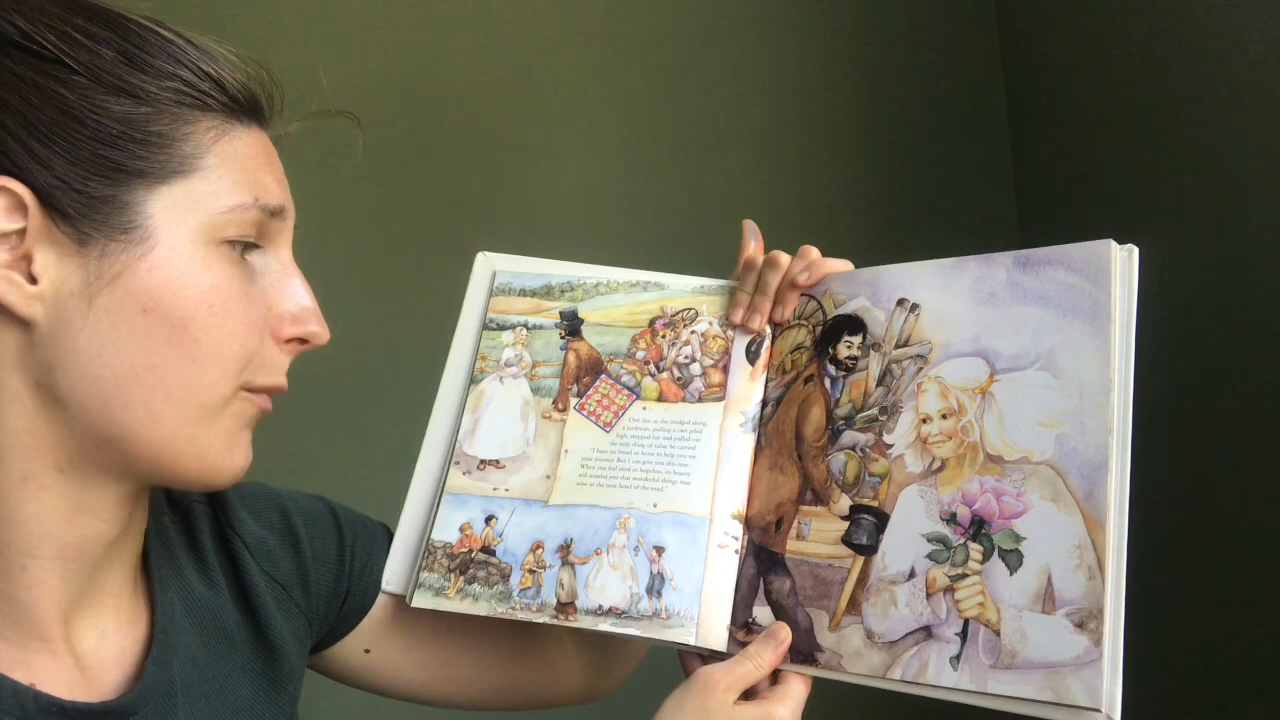 One day, as she trudged along,
a junkman, pulling a cart piled
high, stopped her and pulled out
the only thing of value he carried.
"I have no bread or horse to help you on
your journey. But I can give you this rose.
When you feel tired or hopeless, its beauty
will remind you that wonderful things may
arise in the next bend of the road."